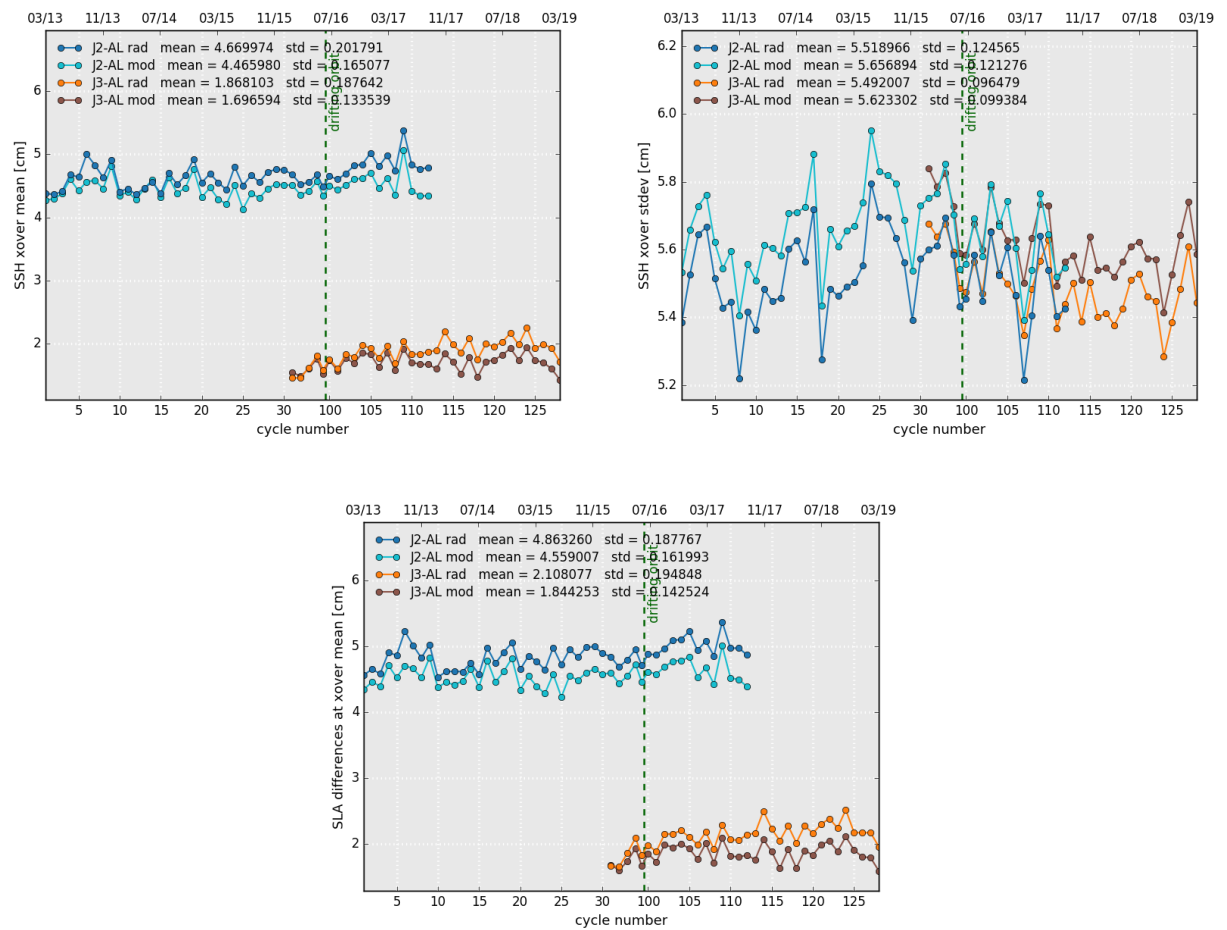 03/13 11/13 07/14 03/15 11/15 07/16 03/17 11/17 07/18 03/19
J2-AL rad mean = 4.669974 std = 0.201791
J2-AL mod mean = 4.465980 std = 0.165077
J3-AL rad mean = 1.868103 std = 0.187642
J3-AL mod mean = 1.696594 std = 0.133539
drifting orbit
SSH xover mean [cm]
6
5
4
3
2
5 10 15 20 25 30 100 105 110 115 120 125
cycle number
03/13 11/13 07/14 03/15 11/15 07/16 03/17 11/17 07/18 03/19
J2-AL rad mean = 5.518966 std = 0.124565
J2-AL mod mean = 5.656894 std = 0.121276
J3-AL rad mean = 5.492007 std = 0.096479
J3-AL mod mean = 5.623302 std = 0.099384
drifting orbit
SSH xover stdev [cm]
6.2
6.0
5.8
5.6
5.4
5.2
5 10 15 20 25 30 100 105 110 115 120 125
cycle number
03/13 11/13 07/14 03/15 11/15 07/16 03/17 11/17 07/18 03/19
J2-AL rad mean = 4.863260 std = 0.187767
J2-AL mod mean = 4.559007 std = 0.161993
J3-AL rad mean = 2.108077 std = 0.194848
J3-AL mod mean = 1.844253 std = 0.142524
drifting orbit
SLA differences at xover mean [cm]
6
5
4
3
2
5 10 15 20 25 30 100 105 110 115 120 125
cycle number